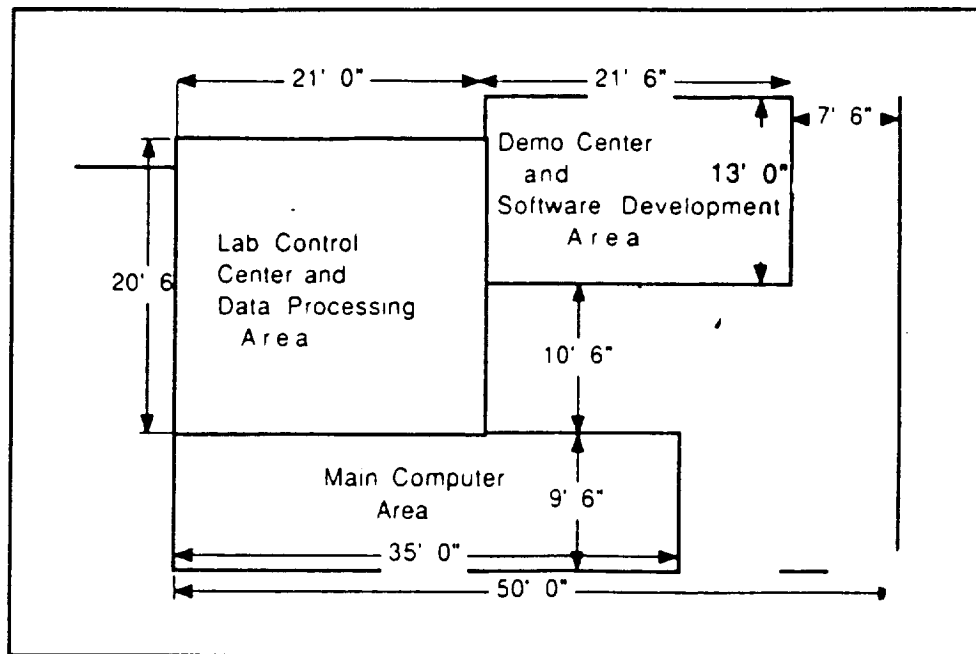 21' 0"
21' 6"
7' 6"
Demo Center
and
13' 0"
Software Development
Area
Lab Control
Center and
20' 6
Data Processing
Area
10' 6"
Main Computer
Area
9' 6"
35' 0"
50' 0"